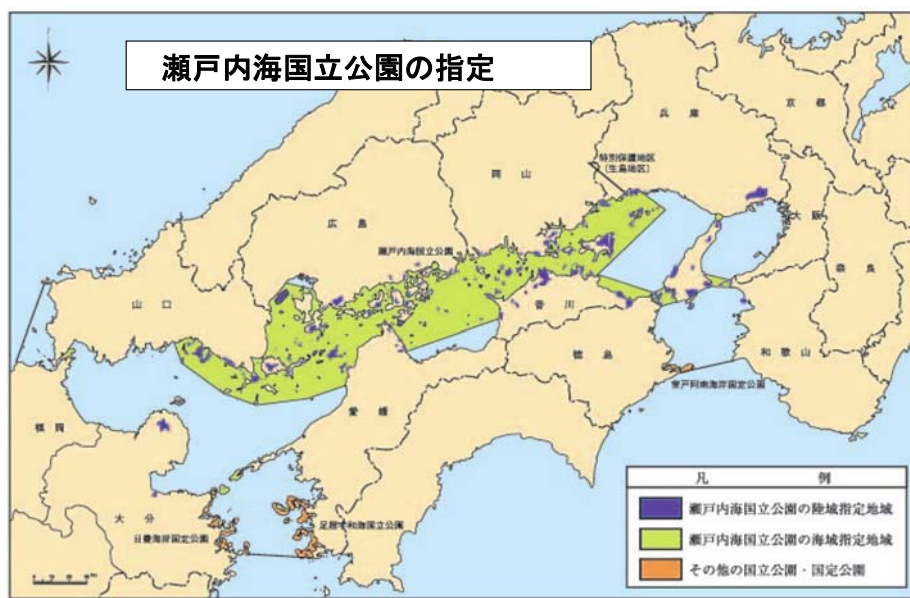 瀬戸内海国立公園の指定
兵 庫
京 都
特別保護地区
(生島地区)
岡 山
広 島
大 阪
瀬戸内海国立公園
奈 良
山 口
香 川
徳 島
和 歌 山
室戸阿南海岸国定公園
愛 媛
福 岡
大 分
足摺宇和海国立公園
日豊海岸国定公園
凡 例
瀬戸内海国立公園の陸域指定地域
瀬戸内海国立公園の海域指定地域
その他の国立公園・国定公園